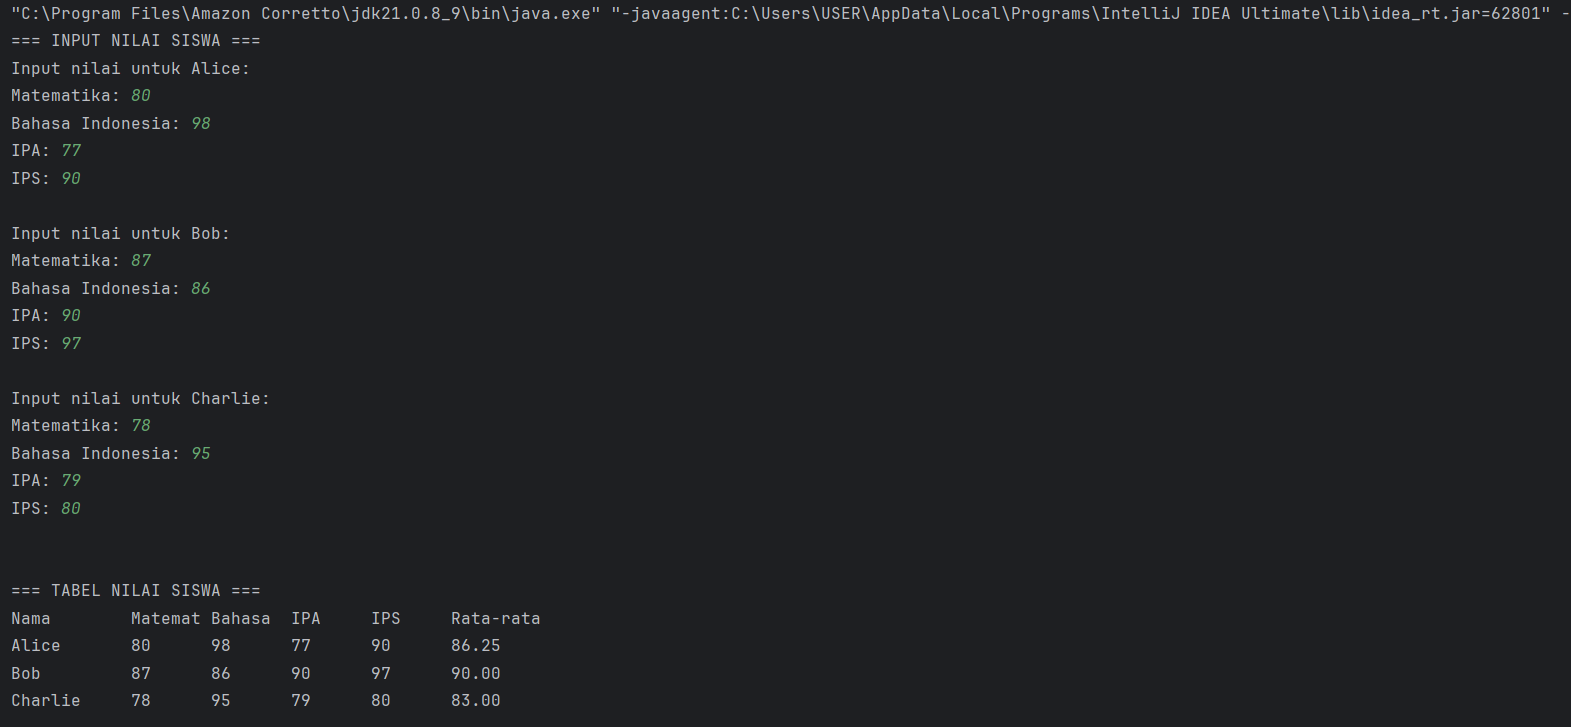 "C:\Program Files\Amazon Corretto\jdk21.0.8_9\bin\java.exe" "-javaagent:C:\Users\USER\AppData\Local\Programs\IntelliJ IDEA Ultimate\lib\idea_rt.jar=62801" -
=== INPUT NILAI SISWA ===
Input nilai untuk Alice:
Matematika: 80
Bahasa Indonesia: 98
IPA: 77
IPS: 90
Input nilai untuk Bob:
Matematika: 87
Bahasa Indonesia: 86
IPA: 90
IPS: 97
Input nilai untuk Charlie:
Matematika: 78
Bahasa Indonesia: 95
IPA: 79
IPS: 80
=== TABEL NILAI SISWA ===
Nama Matemat Bahasa IPA IPS Rata-rata
Alice 80 98 77 90 86.25
Bob 87 86 90 97 90.00
Charlie 78 95 79 80 83.00